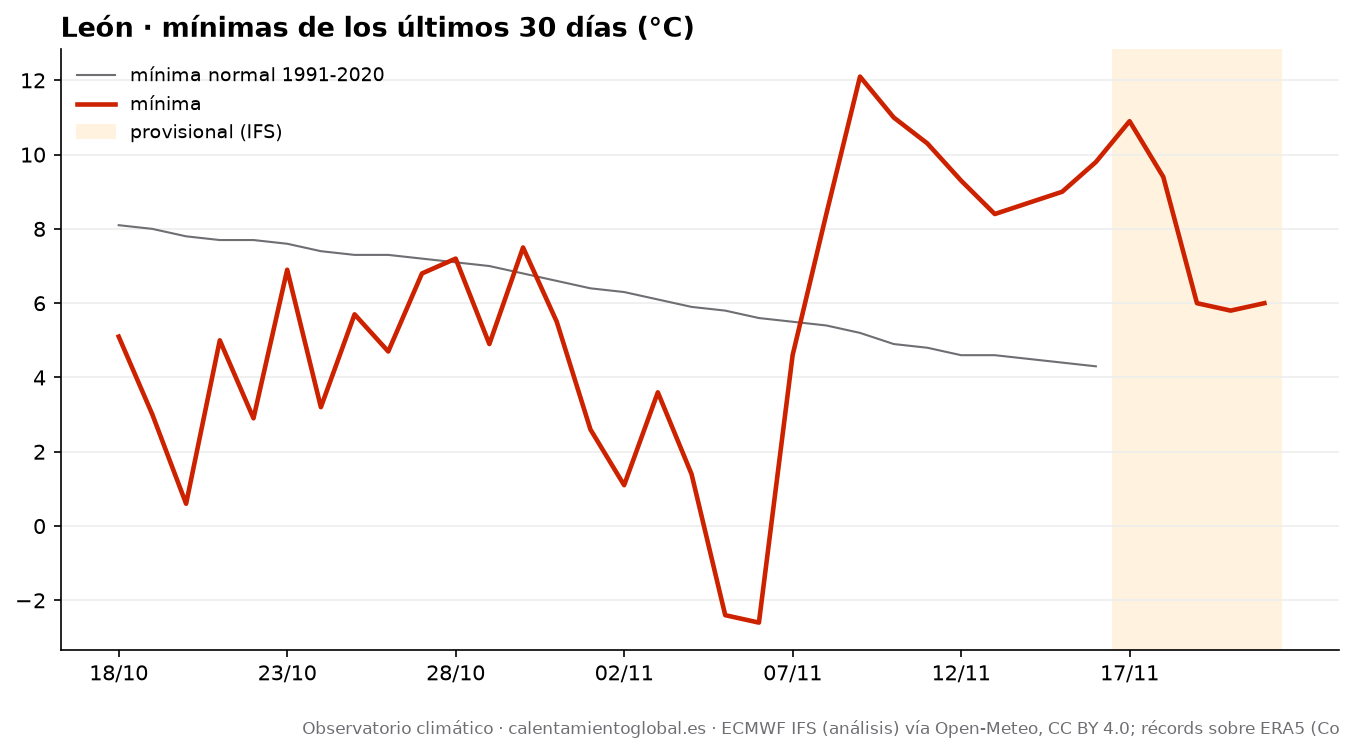 León · mínimas de los últimos 30 días (°C)
mínima normal 1991-2020
mínima
provisional (IFS)
12
10
8
6
4
2
0
−2
18/10 23/10 28/10 02/11 07/11 12/11 17/11
Observatorio climático · calentamientoglobal.es · ECMWF IFS (análisis) vía Open-Meteo, CC BY 4.0; récords sobre ERA5 (Co